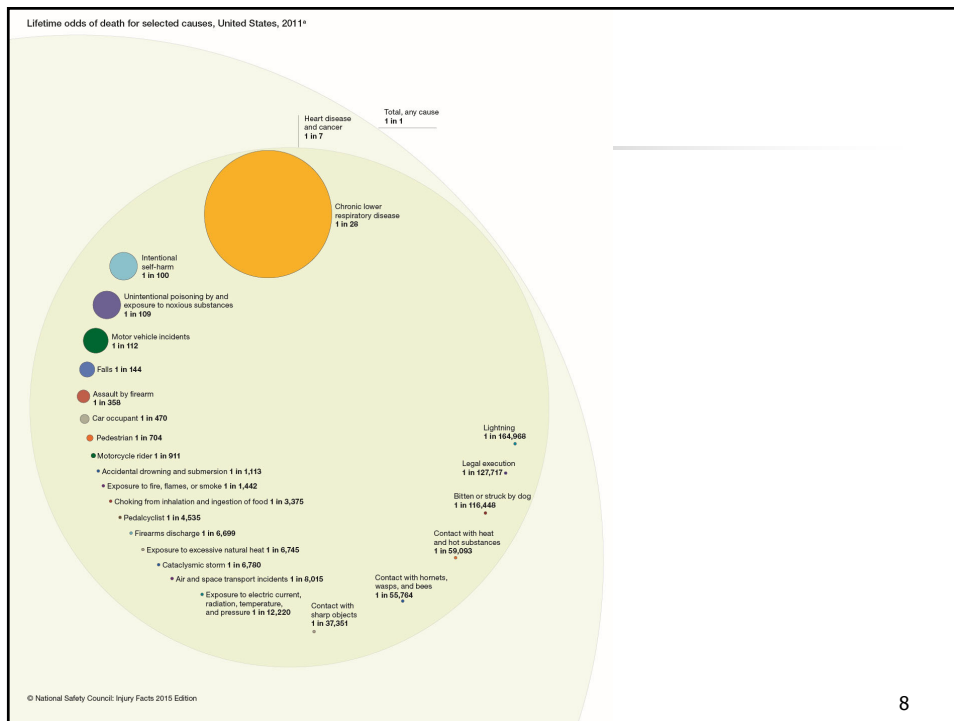 Lifetime odds of death for selected causes, United States, 2011ª
Total, any cause
1 in 1
Heart disease
and cancer
1 in 7
Chronic lower
respiratory disease
1 in 28
Intentional
self-harm
1 in 100
Unintentional poisoning by and
exposure to noxious substances
1 in 109
Motor vehicle incidents
1 in 112
Falls 1 in 144
Assault by firearm
1 in 358
Car occupant 1 in 470
Pedestrian 1 in 704
Motorcycle rider 1 in 911
Accidental drowning and submersion 1 in 1,113
Exposure to fire, flames, or smoke 1 in 1,442
Choking from inhalation and ingestion of food 1 in 3,375
Pedalcyclist 1 in 4,535
Firearms discharge 1 in 6,699
Exposure to excessive natural heat 1 in 6,745
Cataclysmic storm 1 in 6,780
Air and space transport incidents 1 in 8,015
Exposure to electric current,
radiation, temperature,
and pressure 1 in 12,220
Contact with
sharp objects
1 in 37,351
Contact with hornets,
wasps, and bees
1 in 55,764
Contact with heat
and hot substances
1 in 59,093
Bitten or struck by dog
1 in 116,448
Legal execution
1 in 127,717
Lightning
1 in 164,968
© National Safety Council: Injury Facts 2015 Edition
8